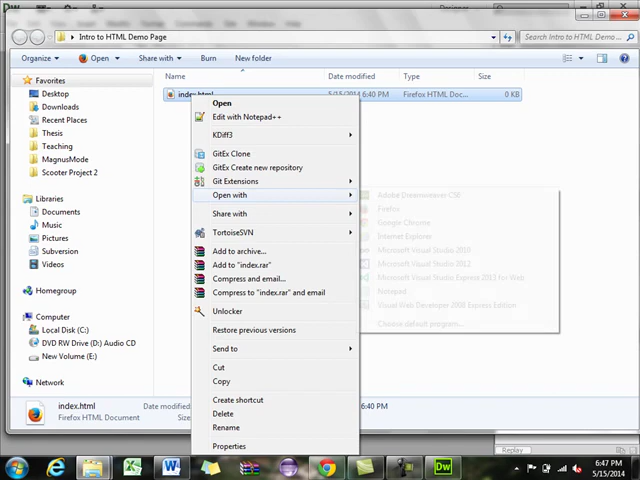 DW
Designer
Intro to HTML Demo Page
Search Intro to HTML Demo ...
Organize
Open
Share with
Burn
New folder
Favorites
Desktop
Downloads
Recent Places
Thesis
Teaching
MagnusMode
Scooter Project 2
Libraries
Documents
Music
Pictures
Subversion
Videos
Homegroup
Computer
Local Disk (C:)
DVD RW Drive (D:) Audio CD
New Volume (E:)
Network
Name
Date modified
Type
Size
index.html
5/15/2014 6:40 PM
Firefox HTML Doc...
0 KB
Open
Edit with Notepad++
KDiff3
GitEx Clone
GitEx Create new repository
Git Extensions
Open with
Share with
TortoiseSVN
Add to archive...
Add to "index.rar"
Compress and email...
Compress to "index.rar" and email
Unlocker
Restore previous versions
Send to
Cut
Copy
Create shortcut
Delete
Rename
Properties
Adobe Dreamweaver CS6
Firefox
Google Chrome
Internet Explorer
Microsoft Visual Studio 2010
Microsoft Visual Studio 2012
Microsoft Visual Studio Express 2013 for Web
Notepad
Visual Web Developer 2008 Express Edition
Choose default program...
index.html
Date modified
6:40 PM
Firefox HTML Document
Replay
Dw
6:47 PM
5/15/2014